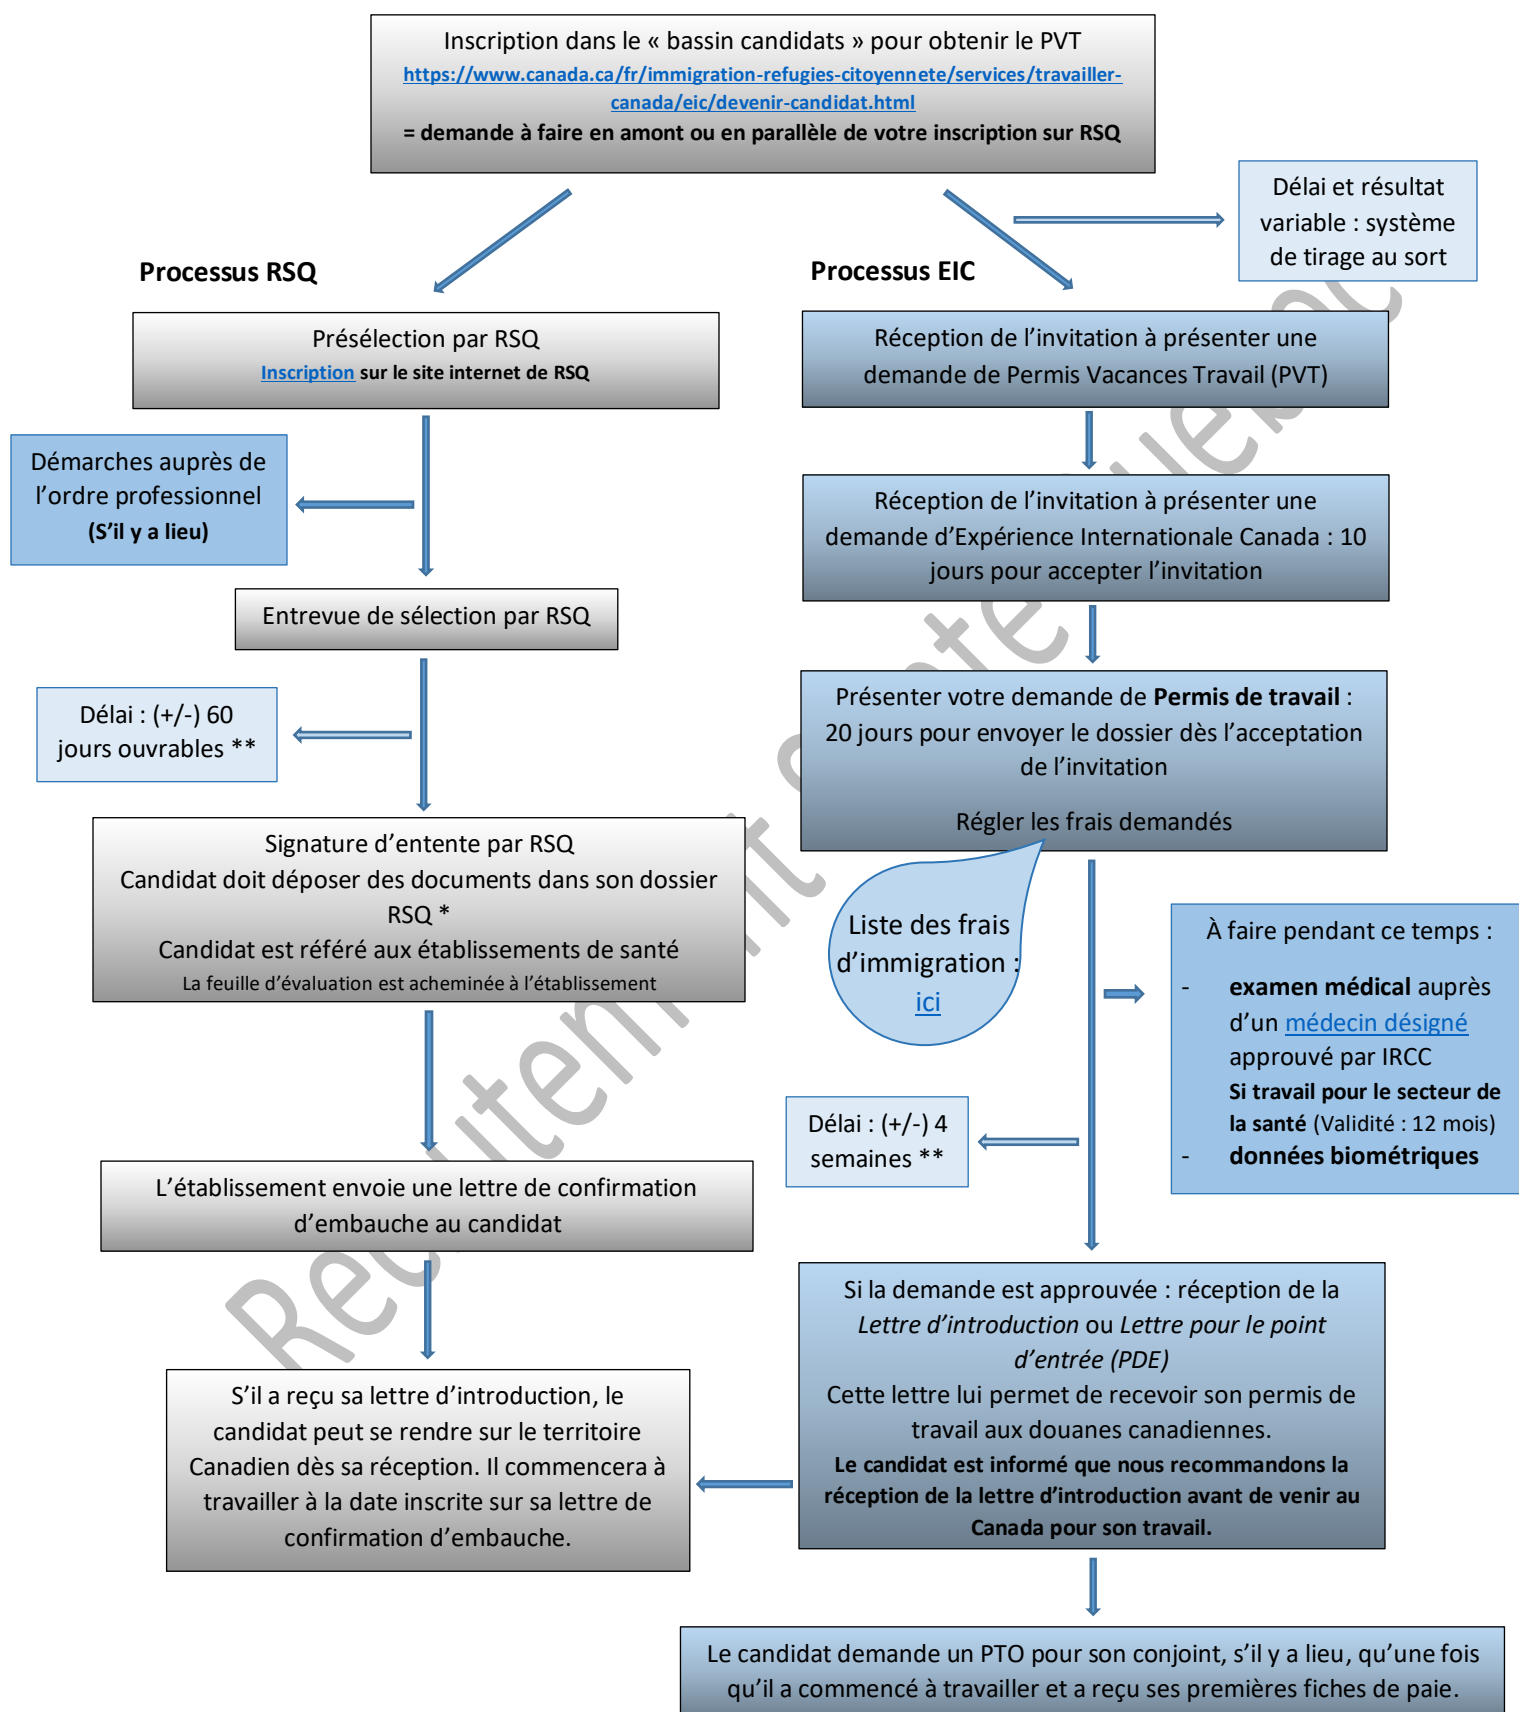 Inscription dans le « bassin candidats » pour obtenir le PVT
https://www.canada.ca/fr/immigration-refugies-citoyennete/services/travailler-
canada/eic/devenir-candidat.html
= demande à faire en amont ou en parallèle de votre inscription sur RSQ
Délai et résultat
variable : système
de tirage au sort
Processus RSQ
Processus EIC
Présélection par RSQ
Inscription sur le site internet de RSQ
Réception de l’invitation à présenter une
demande de Permis Vacances Travail (PVT)
Démarches auprès de
l’ordre professionnel
(S’il y a lieu)
Réception de l’invitation à présenter une
demande d’Expérience Internationale Canada : 10
jours pour accepter l’invitation
Entrevue de sélection par RSQ
Délai : (+/-) 60
jours ouvrables **
Présenter votre demande de Permis de travail :
20 jours pour envoyer le dossier dès l’acceptation
de l’invitation
Régler les frais demandés
Signature d’entente par RSQ
Candidat doit déposer des documents dans son dossier
RSQ *
Candidat est référé aux établissements de santé
La feuille d’évaluation est acheminée à l’établissement
Liste des frais
d’immigration :
ici
À faire pendant ce temps :
- examen médical auprès
d’un médecin désigné
approuvé par IRCC
Si travail pour le secteur de
la santé (Validité : 12 mois)
- données biométriques
Délai : (+/-) 4
semaines **
L’établissement envoie une lettre de confirmation
d’embauche au candidat
Si la demande est approuvée : réception de la
Lettre d’introduction ou Lettre pour le point
d’entrée (PDE)
Cette lettre lui permet de recevoir son permis de
travail aux douanes canadiennes.
Le candidat est informé que nous recommandons la
réception de la lettre d’introduction avant de venir au
Canada pour son travail.
S’il a reçu sa lettre d’introduction, le
candidat peut se rendre sur le territoire
Canadien dès sa réception. Il commencera à
travailler à la date inscrite sur sa lettre de
confirmation d’embauche.
Le candidat demande un PTO pour son conjoint, s’il y a lieu, qu’une fois
qu’il a commencé à travailler et a reçu ses premières fiches de paie.